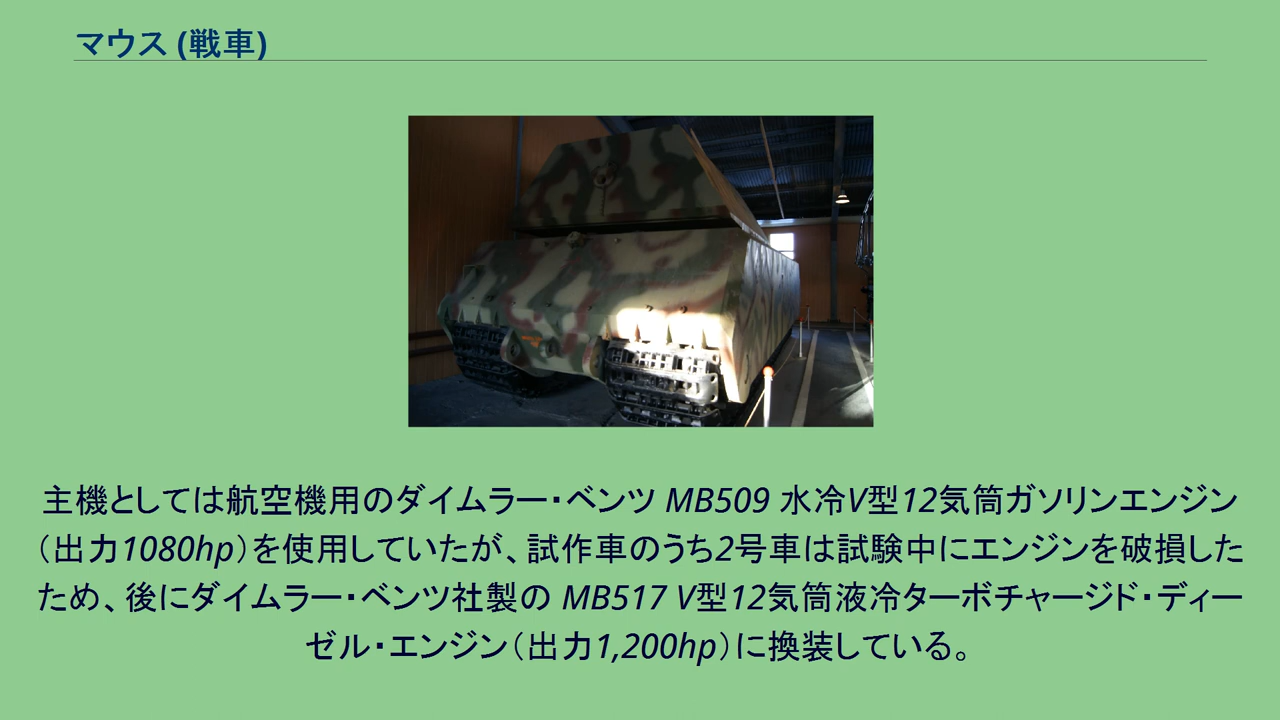 マウス (戦車)
主機としては航空機用のダイムラー・ベンツ MB509 水冷V型12気筒ガソリンエンジン
（出力1080hp）を使用していたが、試作車のうち2号車は試験中にエンジンを破損した
ため、後にダイムラー・ベンツ社製の MB517 V型12気筒液冷ターボチャージド・ディー
ゼル・エンジン（出力1,200hp）に換装している。